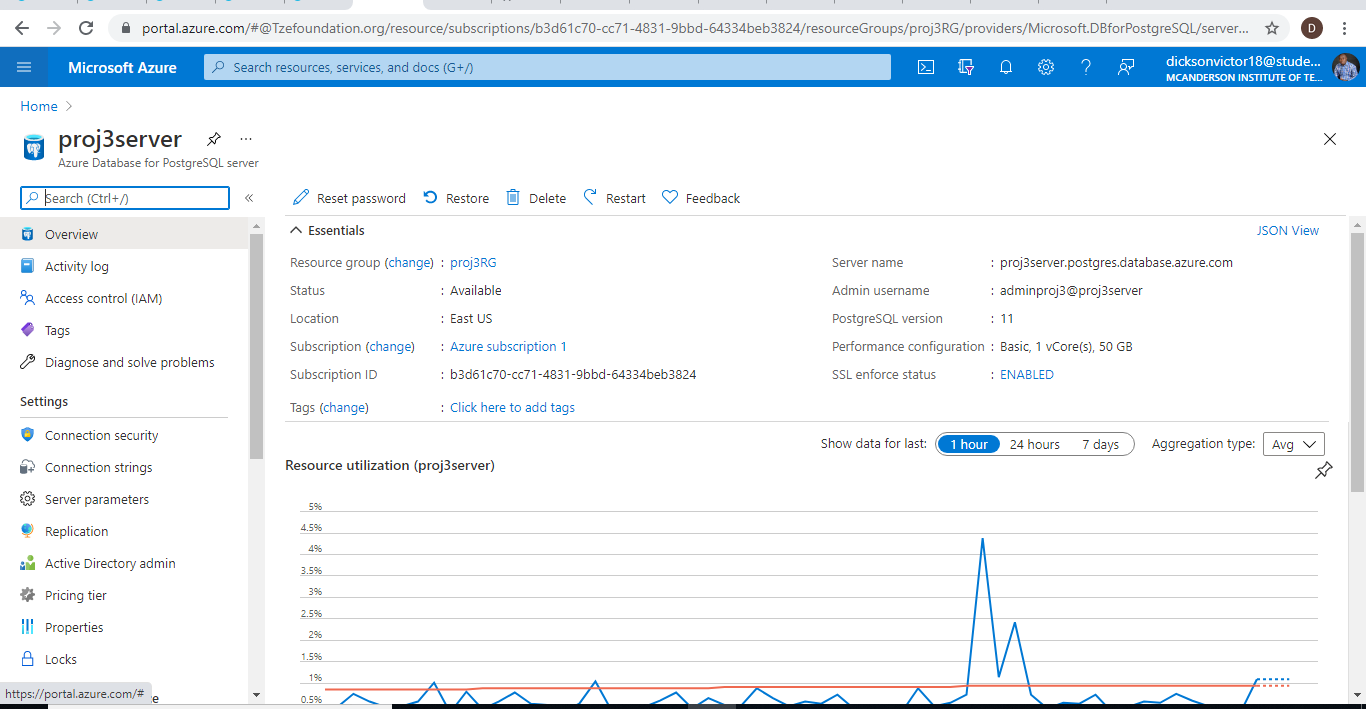 portal.azure.com/#@Tzefoundation.org/resource/subscriptions/b3d61c70-cc71-4831-9bbd-64334beb3824/resourceGroups/proj3RG/providers/Microsoft.DBforPostgreSQL/server...
D
Microsoft Azure
Search resources, services, and docs (G+/)
dicksonvictor18@stude...
MCANDERSON INSTITUTE OF TE...
Home
proj3server
Azure Database for PostgreSQL server
Search (Ctrl+/)
Reset password Restore Delete Restart Feedback
Overview
Activity log
Access control (IAM)
Tags
Diagnose and solve problems
Settings
Connection security
Connection strings
Server parameters
Replication
Active Directory admin
Pricing tier
Properties
Locks
https://portal.azure.com/#
Essentials
JSON View
Resource group (change) : proj3RG
Status : Available
Location : East US
Subscription (change) : Azure subscription 1
Subscription ID : b3d61c70-cc71-4831-9bbd-64334beb3824
Tags (change) : Click here to add tags
Server name : proj3server.postgres.database.azure.com
Admin username : adminproj3@proj3server
PostgreSQL version : 11
Performance configuration : Basic, 1 vCore(s), 50 GB
SSL enforce status : ENABLED
Show data for last: 1 hour 24 hours 7 days Aggregation type: Avg
Resource utilization (proj3server)
5%
4.5%
4%
3.5%
3%
2.5%
2%
1.5%
1%
0.5%